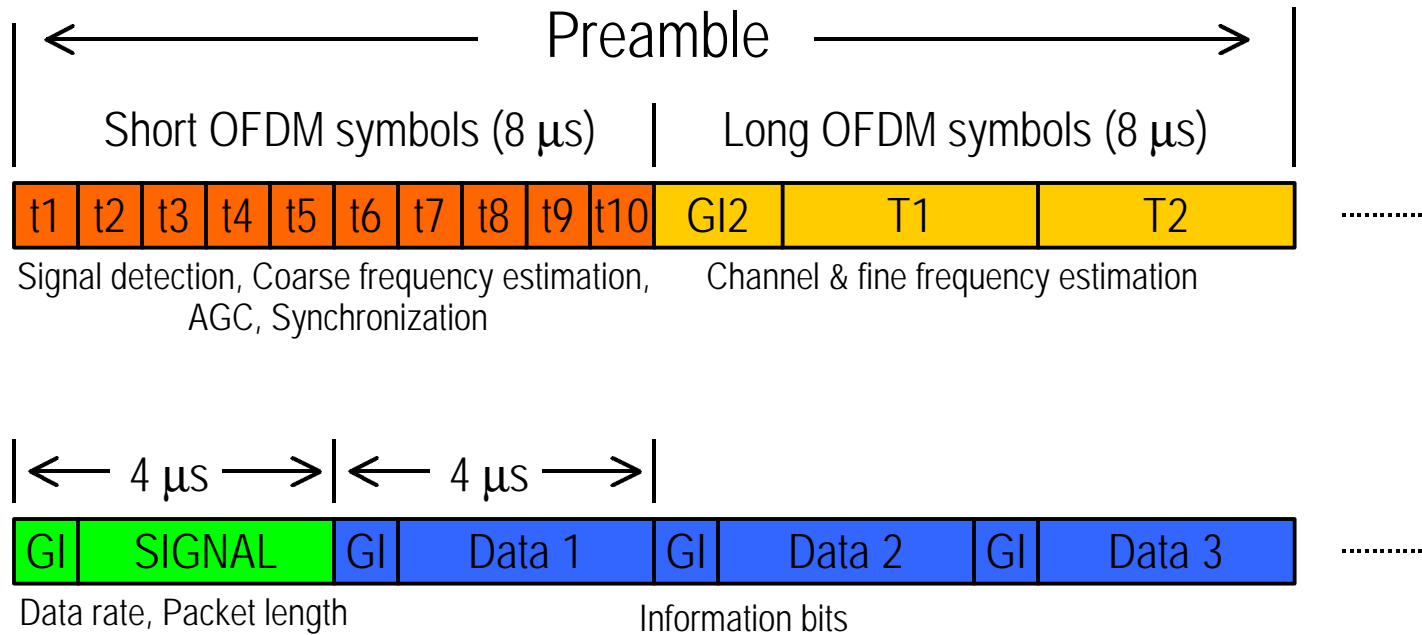 Preamble
Short OFDM symbols (8 μs) Long OFDM symbols (8 μs)
t1 t2 t3 t4 t5 t6 t7 t8 t9 t10 GI2 T1 T2
Signal detection, Coarse frequency estimation,
AGC, Synchronization
Channel & fine frequency estimation
4 μs 4 μs
GI SIGNAL GI Data 1 GI Data 2 GI Data 3
Data rate, Packet length
Information bits